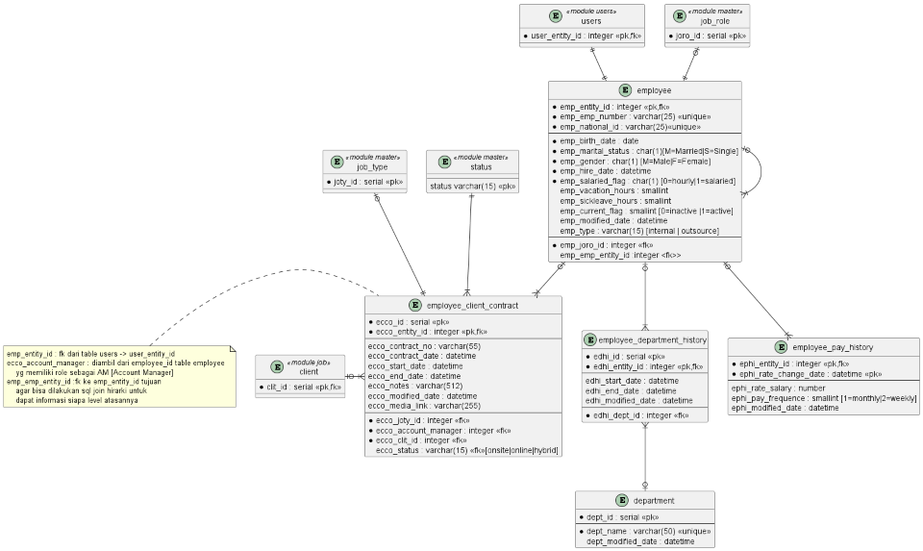 «module users»
E users
user_entity_id : integer «pk,fk»
«module master»
E job_role
joro_id : serial «pk»
E employee
emp_entity_id : integer «pk,fk»
emp_emp_number : varchar(25) «unique»
emp_national_id : varchar(25)«unique»
emp_birth_date : date
emp_marital_status : char(1)[M=Married|S=Single]
emp_gender : char(1) [M=Male|F=Female]
emp_hire_date : datetime
emp_salaried_flag : char(1) [0=hourly|1=salaried]
emp_vacation_hours : smallint
emp_sickleave_hours : smalint
emp_current_flag : smallint [0=inactive |1=active]
emp_modified_date : datetime
emp_type : varchar(15) [internal | outsource]
emp_joro_id : integer «fk»
emp_emp_entity_id :integer <fk>>
«module master»
E job_type
joty_id : serial «pk»
«module master»
E status
status varchar(15) «pk»
E employee_client_contract
ecco_id : serial «pk»
ecco_entity_id : integer «pk,fk»
ecco_contract_no : varchar(55)
ecco_contract_date : datetime
ecco_start_date : datetime
ecco_end_date : datetime
ecco_notes : varchar(512)
ecco_modified_date : datetime
ecco_media_link : varchar(255)
ecco_joty_id : integer «fk»
ecco_account_manager : integer «fk»
ecco_clit_id : integer «fk»
ecco_status : varchar(15) «fk»[onsite|online|hybrid]
emp_entity_id : fk dari table users -> user_entity_id
ecco_account_manager : diambil dari employee_id table employee
yg memiliki role sebagai AM [Account Manager]
emp_emp_entity_id :fk ke emp_entity_id tujuan
agar bisa dilakukan sql join hirarki untuk
dapat informasi siapa level atasannya
«module job»
E client
clit_id : serial «pk,fk»
E employee_department_history
edhi_id : serial «pk»
edhi_entity_id : integer «pk,fk»
edhi_start_date : datetime
edhi_end_date : datetime
edhi_modified_date : datetime
edhi_dept_id : integer «fk»
E employee_pay_history
ephi_entity_id : integer «pk,fk»
ephi_rate_change_date : datetime «pk»
ephi_rate_salary : number
ephi_pay_frequence : smallint [1=monthly|2=weekly]
ephi_modified_date : datetime
E department
dept_id : serial «pk»
dept_name : varchar(50) «unique»
dept_modified_date : datetime